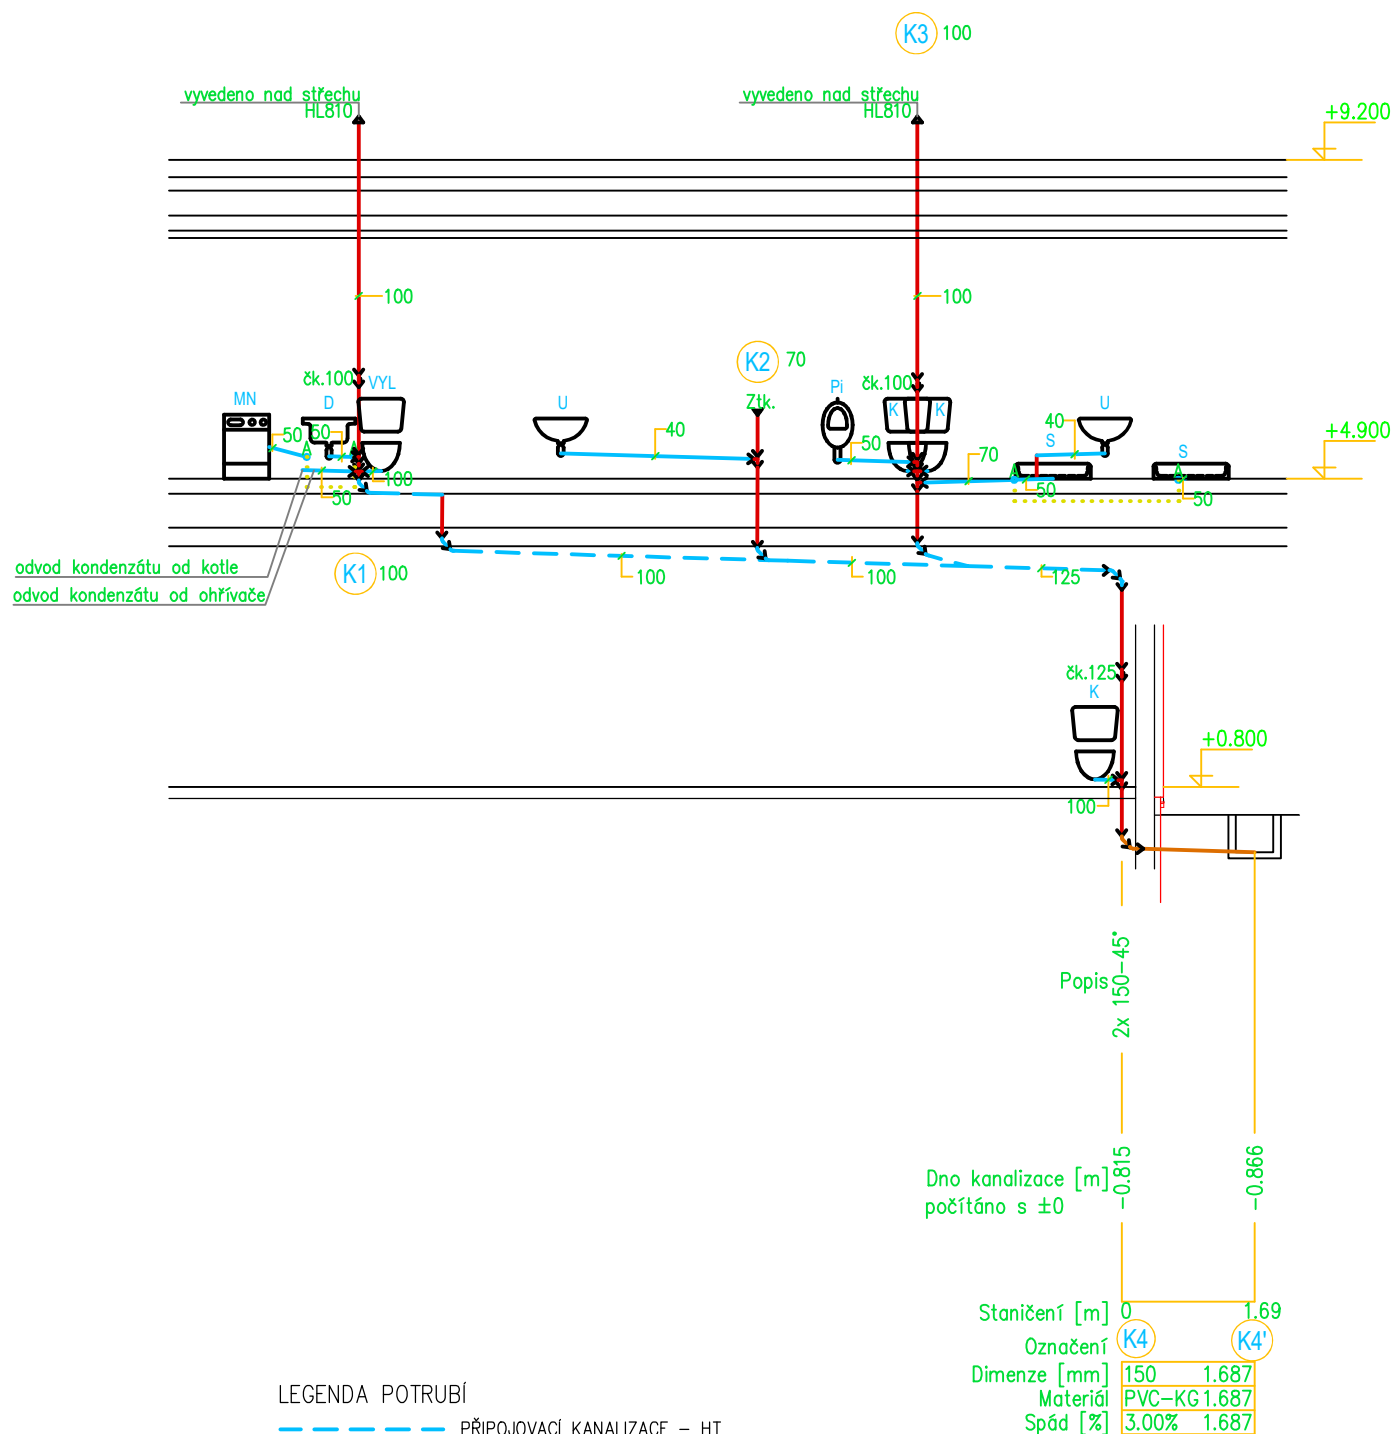 K3 100
vyvedeno nad střechu
HL810
vyvedeno nad střechu
HL810
+9.200
100
100
K2 70
Ztk.
čk.100
VYL
MN
D
U
Pi
čk.100
K
K
U
S
S
+4.900
50
50
A
A
40
50
40
70
A
A
100
50
50
50
odvod kondenzátu od kotle
odvod kondenzátu od ohřívače
K1 100
100
100
125
čk.125
K
+0.800
100
Popis
2x 150-45°
Dno kanalizace [m]
počítáno s ±0
-0.815
-0.866
Staničení [m] 0 1.69
Označení K4 K4'
Dimenze [mm] 150 1.687
Materiál PVC-KG 1.687
Spád [%] 3.00% 1.687
LEGENDA POTRUBÍ
PŘIPOJOVACÍ KANALIZACE - HT